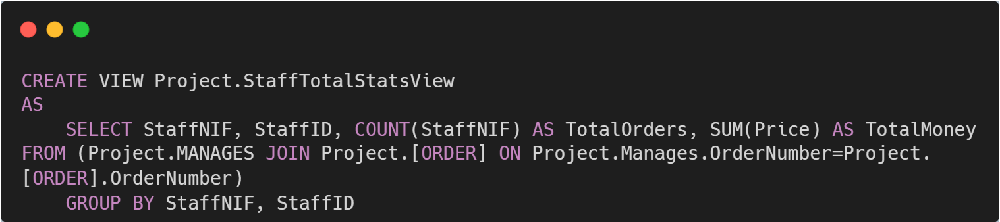 CREATE VIEW Project.StaffTotalStatsView
AS
    SELECT StaffNIF, StaffID, COUNT(StaffNIF) AS TotalOrders, SUM(Price) AS TotalMoney
FROM (Project.MANAGES JOIN Project.[ORDER] ON Project.Manages.OrderNumber=Project.
[ORDER].OrderNumber)
    GROUP BY StaffNIF, StaffID